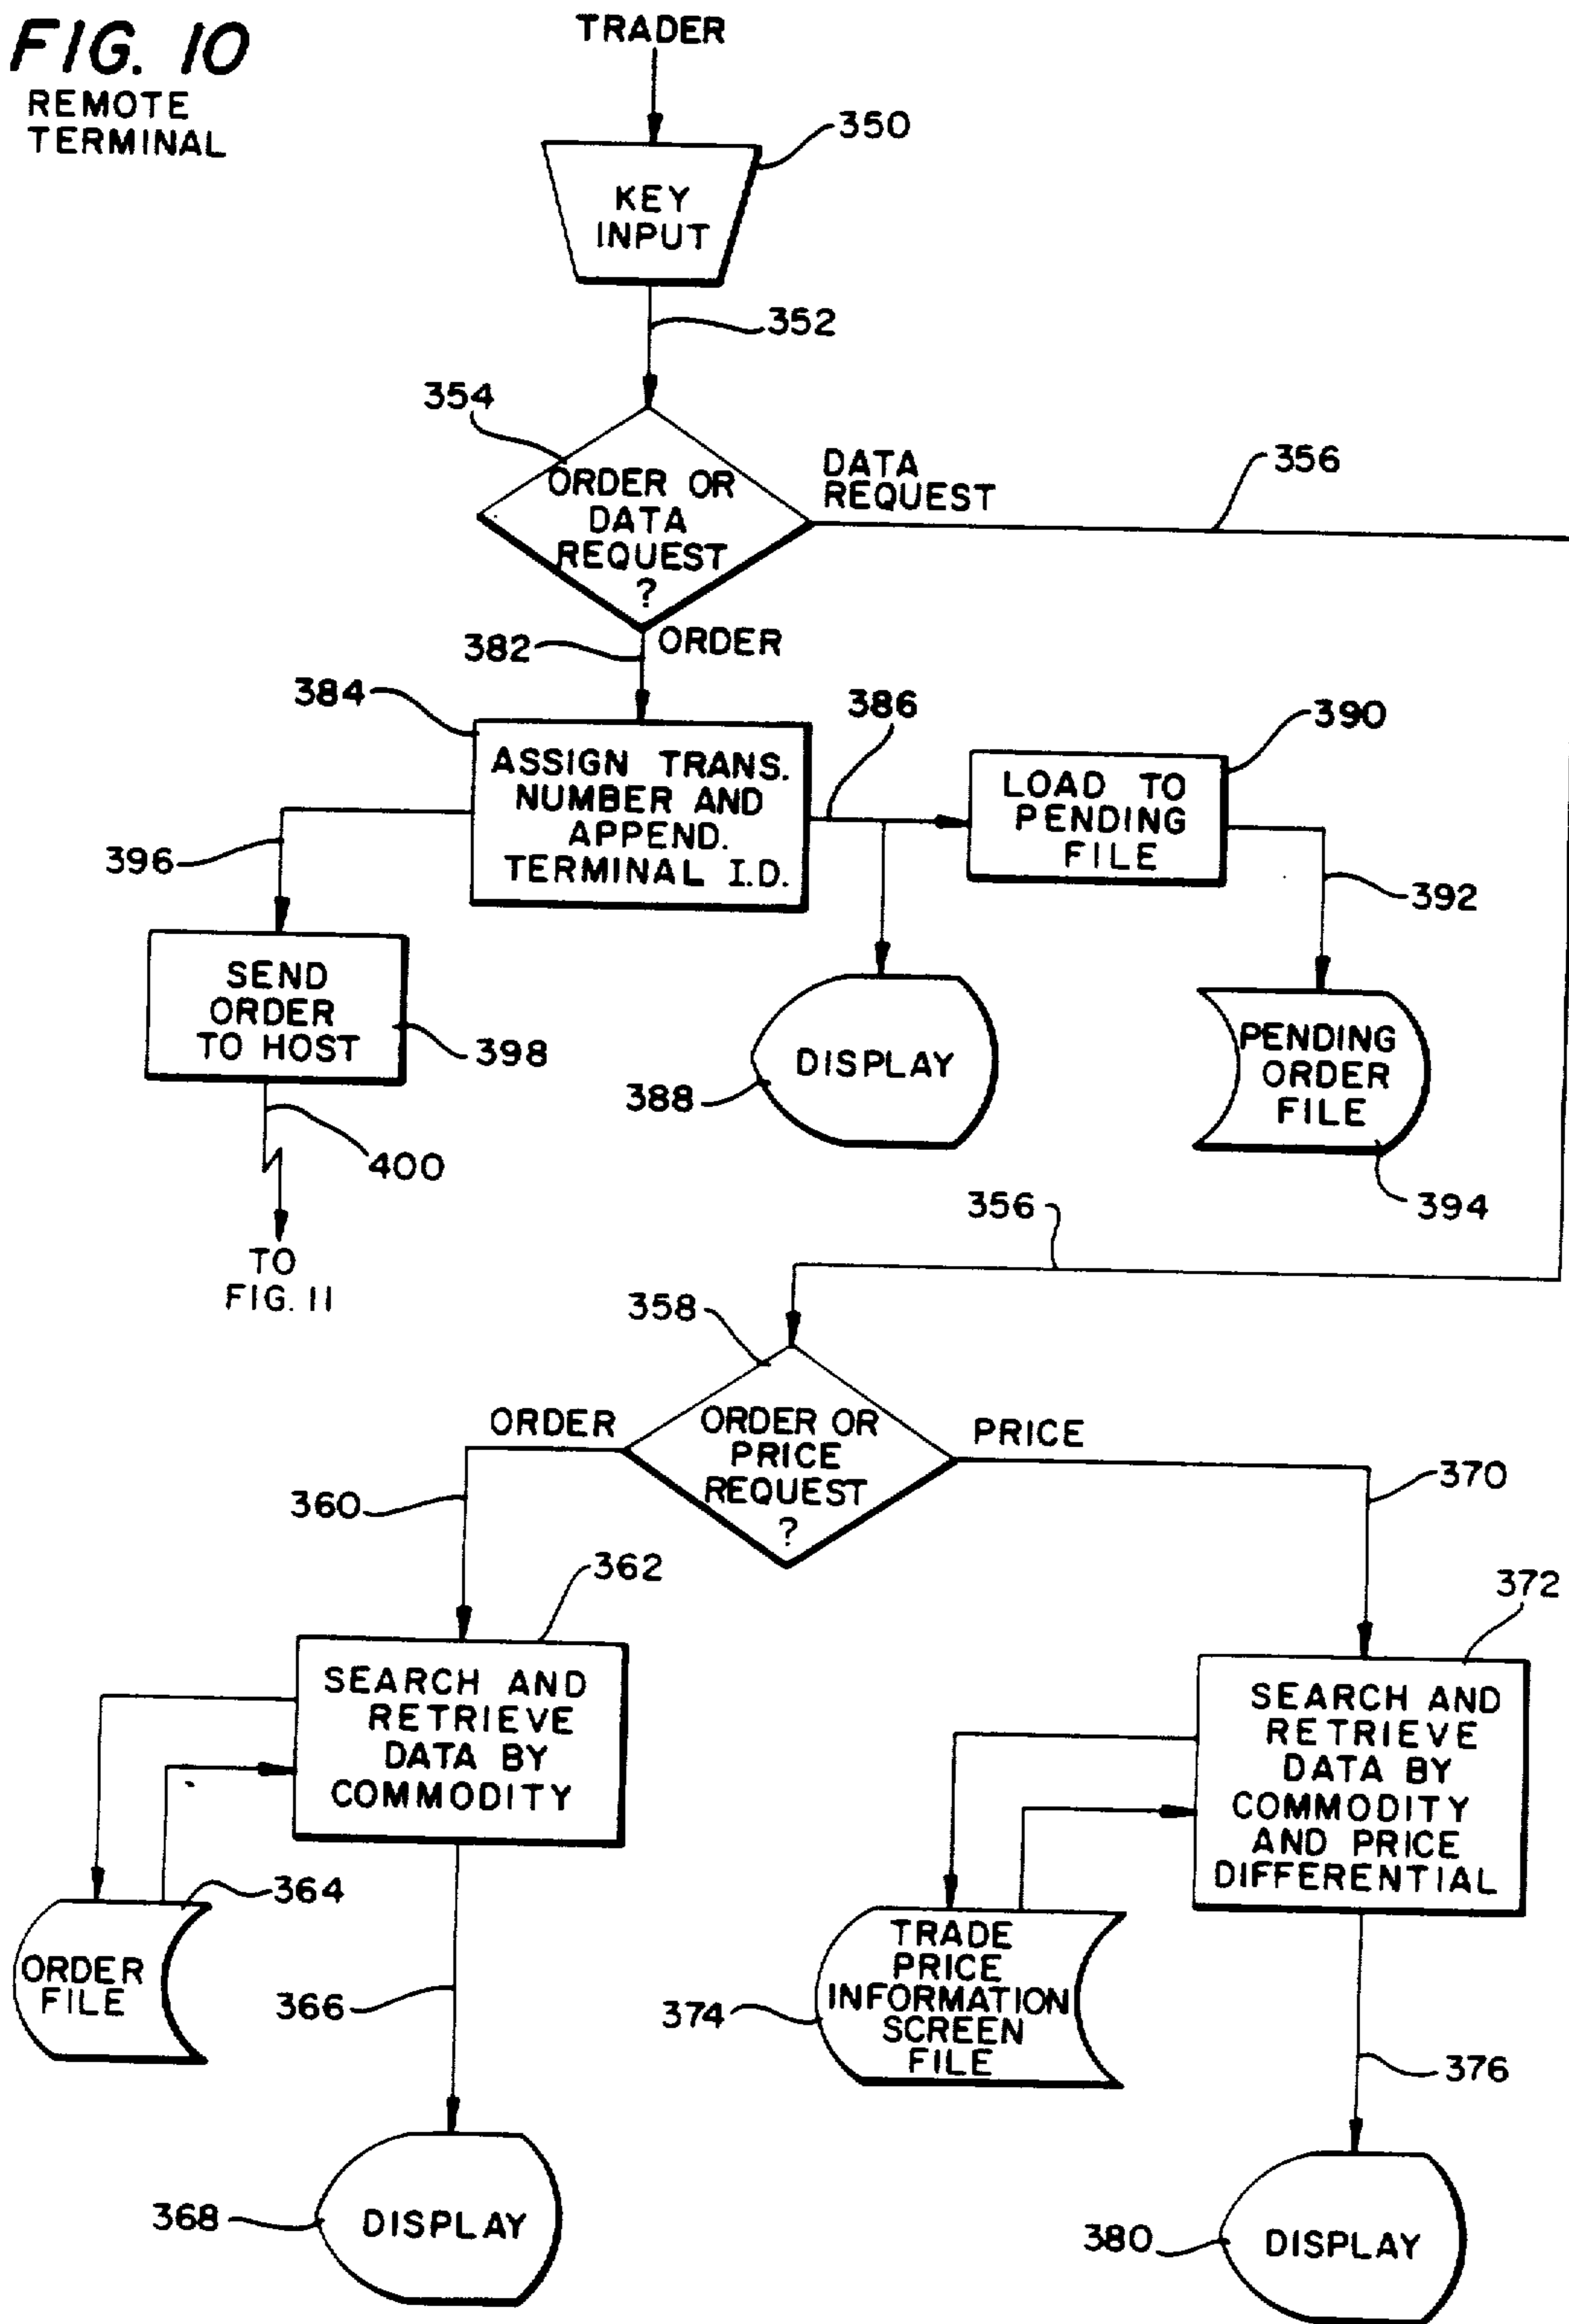 FIG. 10
REMOTE
TERMINAL
TRADER
350
KEY
INPUT
352
354
ORDER OR
DATA
REQUEST
?
DATA
REQUEST
356
382
ORDER
384
ASSIGN TRANS.
NUMBER AND
APPEND.
TERMINAL I.D.
386
390
LOAD TO
PENDING
FILE
392
396
SEND
ORDER
TO HOST
398
388
DISPLAY
PENDING
ORDER
FILE
394
400
TO
FIG. 11
356
358
ORDER
ORDER OR
PRICE
REQUEST
?
PRICE
360
370
362
SEARCH AND
RETRIEVE
DATA BY
COMMODITY
372
SEARCH AND
RETRIEVE
DATA BY
COMMODITY
AND PRICE
DIFFERENTIAL
364
ORDER
FILE
366
374
TRADE
PRICE
INFORMATION
SCREEN
FILE
376
368
DISPLAY
380
DISPLAY